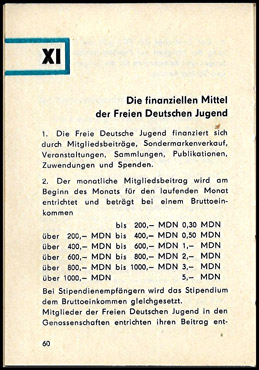 XI
Die finanziellen Mittel
der Freien Deutschen Jugend
1. Die Freie Deutsche Jugend finanziert sich
durch Mitgliedsbeiträge, Sondermarkenverkauf,
Veranstaltungen, Sammlungen, Publikationen,
Zuwendungen und Spenden.
2. Der monatliche Mitgliedsbeitrag wird am
Beginn des Monats für den laufenden Monat
entrichtet und beträgt bei einem Bruttoein-
kommen
bis 200,— MDN 0,30 MDN
über 200,— MDN bis 400,— MDN 0,50 MDN
über 400,— MDN bis 600,— MDN 1,— MDN
über 600,— MDN bis 800,— MDN 2,— MDN
über 800,— MDN bis 1000,— MDN 3,— MDN
über 1000,— MDN 5,— MDN
Bei Stipendienempfängern wird das Stipendium
dem Bruttoeinkommen gleichgesetzt.
Mitglieder der Freien Deutschen Jugend in den
Genossenschaften entrichten ihren Beitrag ent-
60